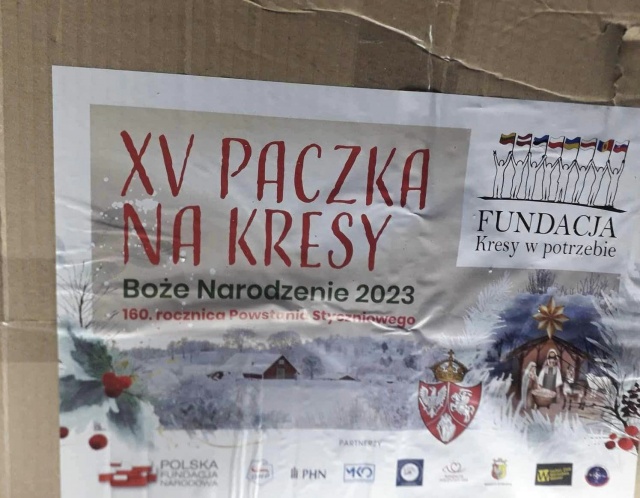 XV PACZKA
NA KRESY
Boże Narodzenie 2023
160. rocznica Powstania Styczniowego
FUNDACJA
Kresy w potrzebie
PARTNERZY
POLSKA
FUNDACJA
NARODOWA
PHN
MKO